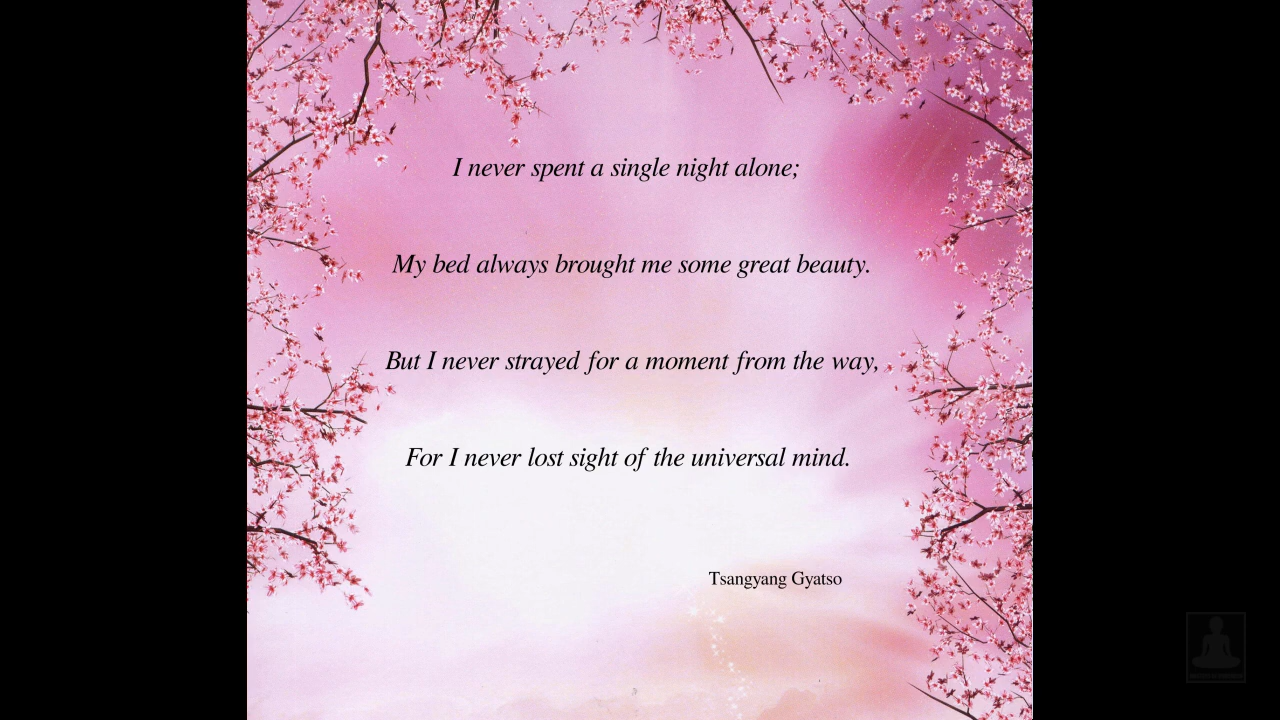 I never spent a single night alone;
My bed always brought me some great beauty.
But I never strayed for a moment from the way,
For I never lost sight of the universal mind.
Tsangyang Gyatso